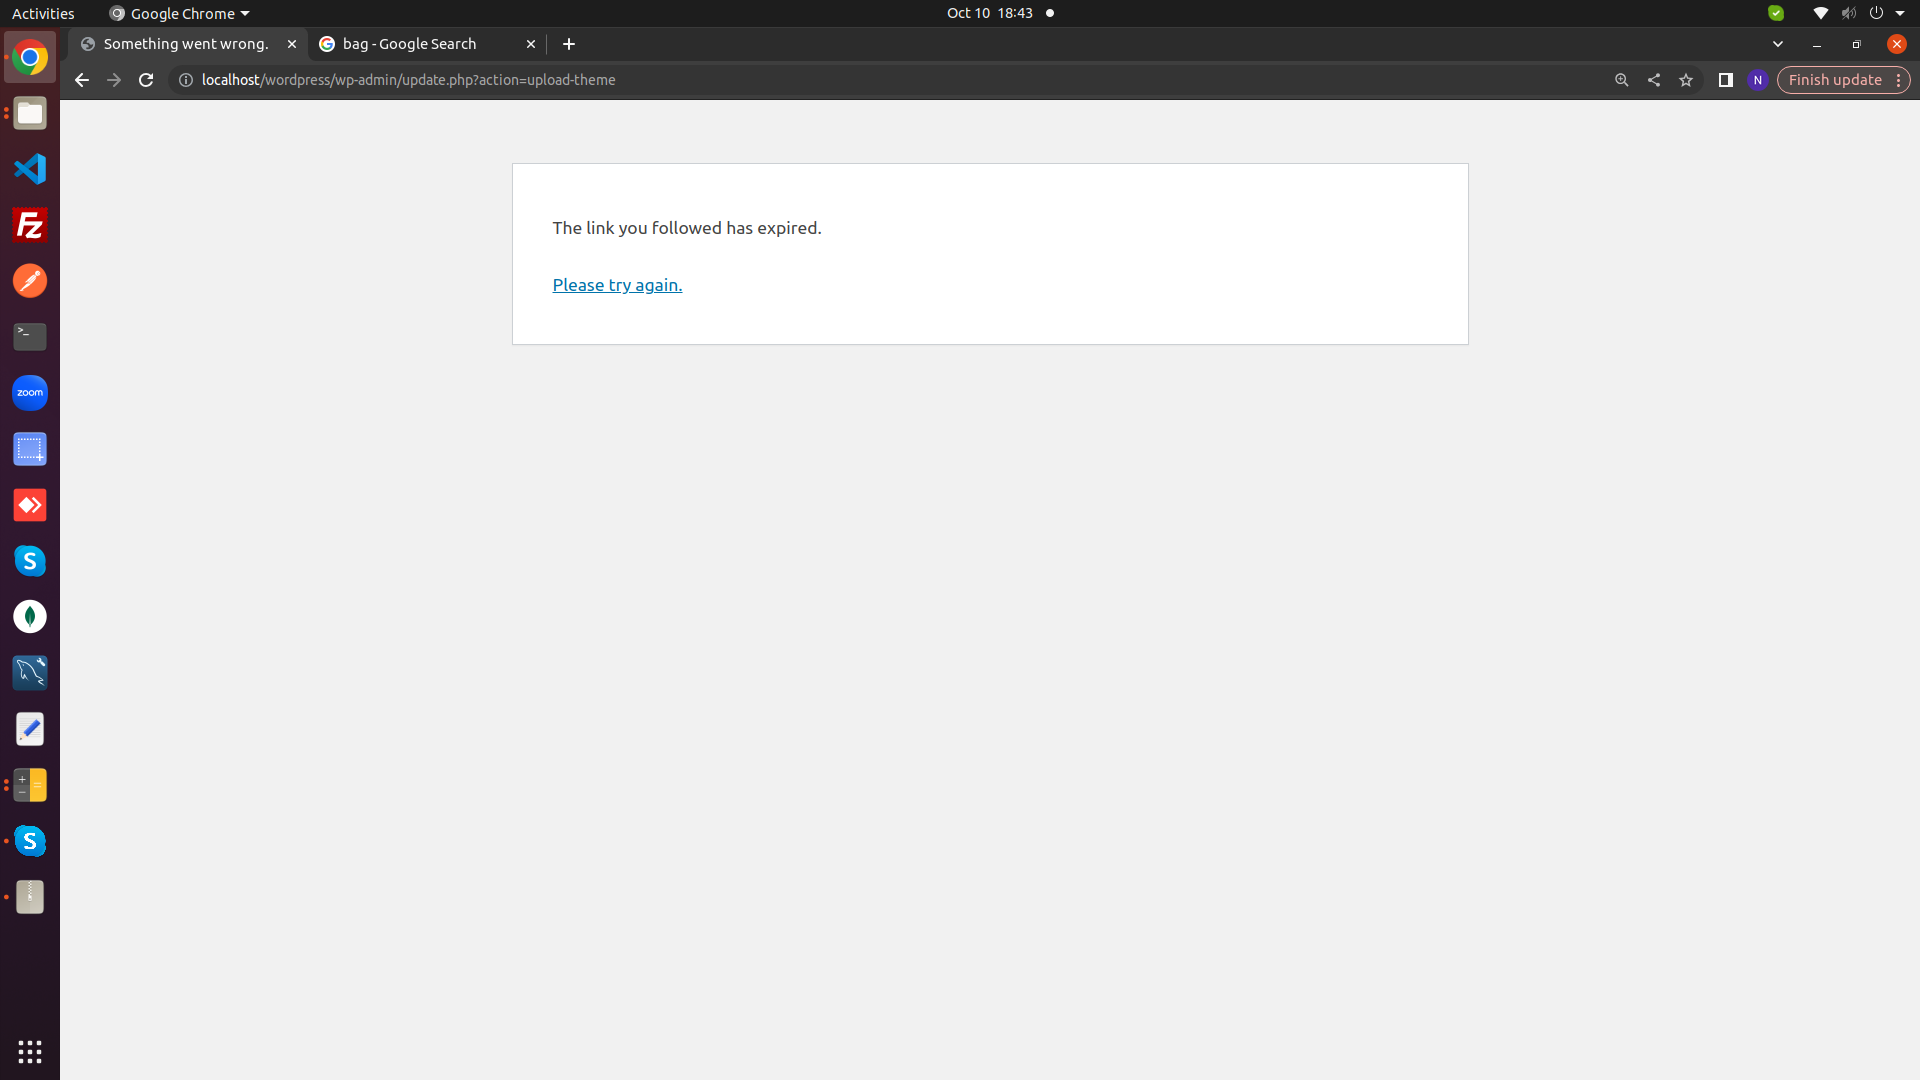 Activities
Google Chrome
Oct 10 18:43
Something went wrong.
bag - Google Search
localhost/wordpress/wp-admin/update.php?action=upload-theme
N
Finish update
The link you followed has expired.
Please try again.
zoom